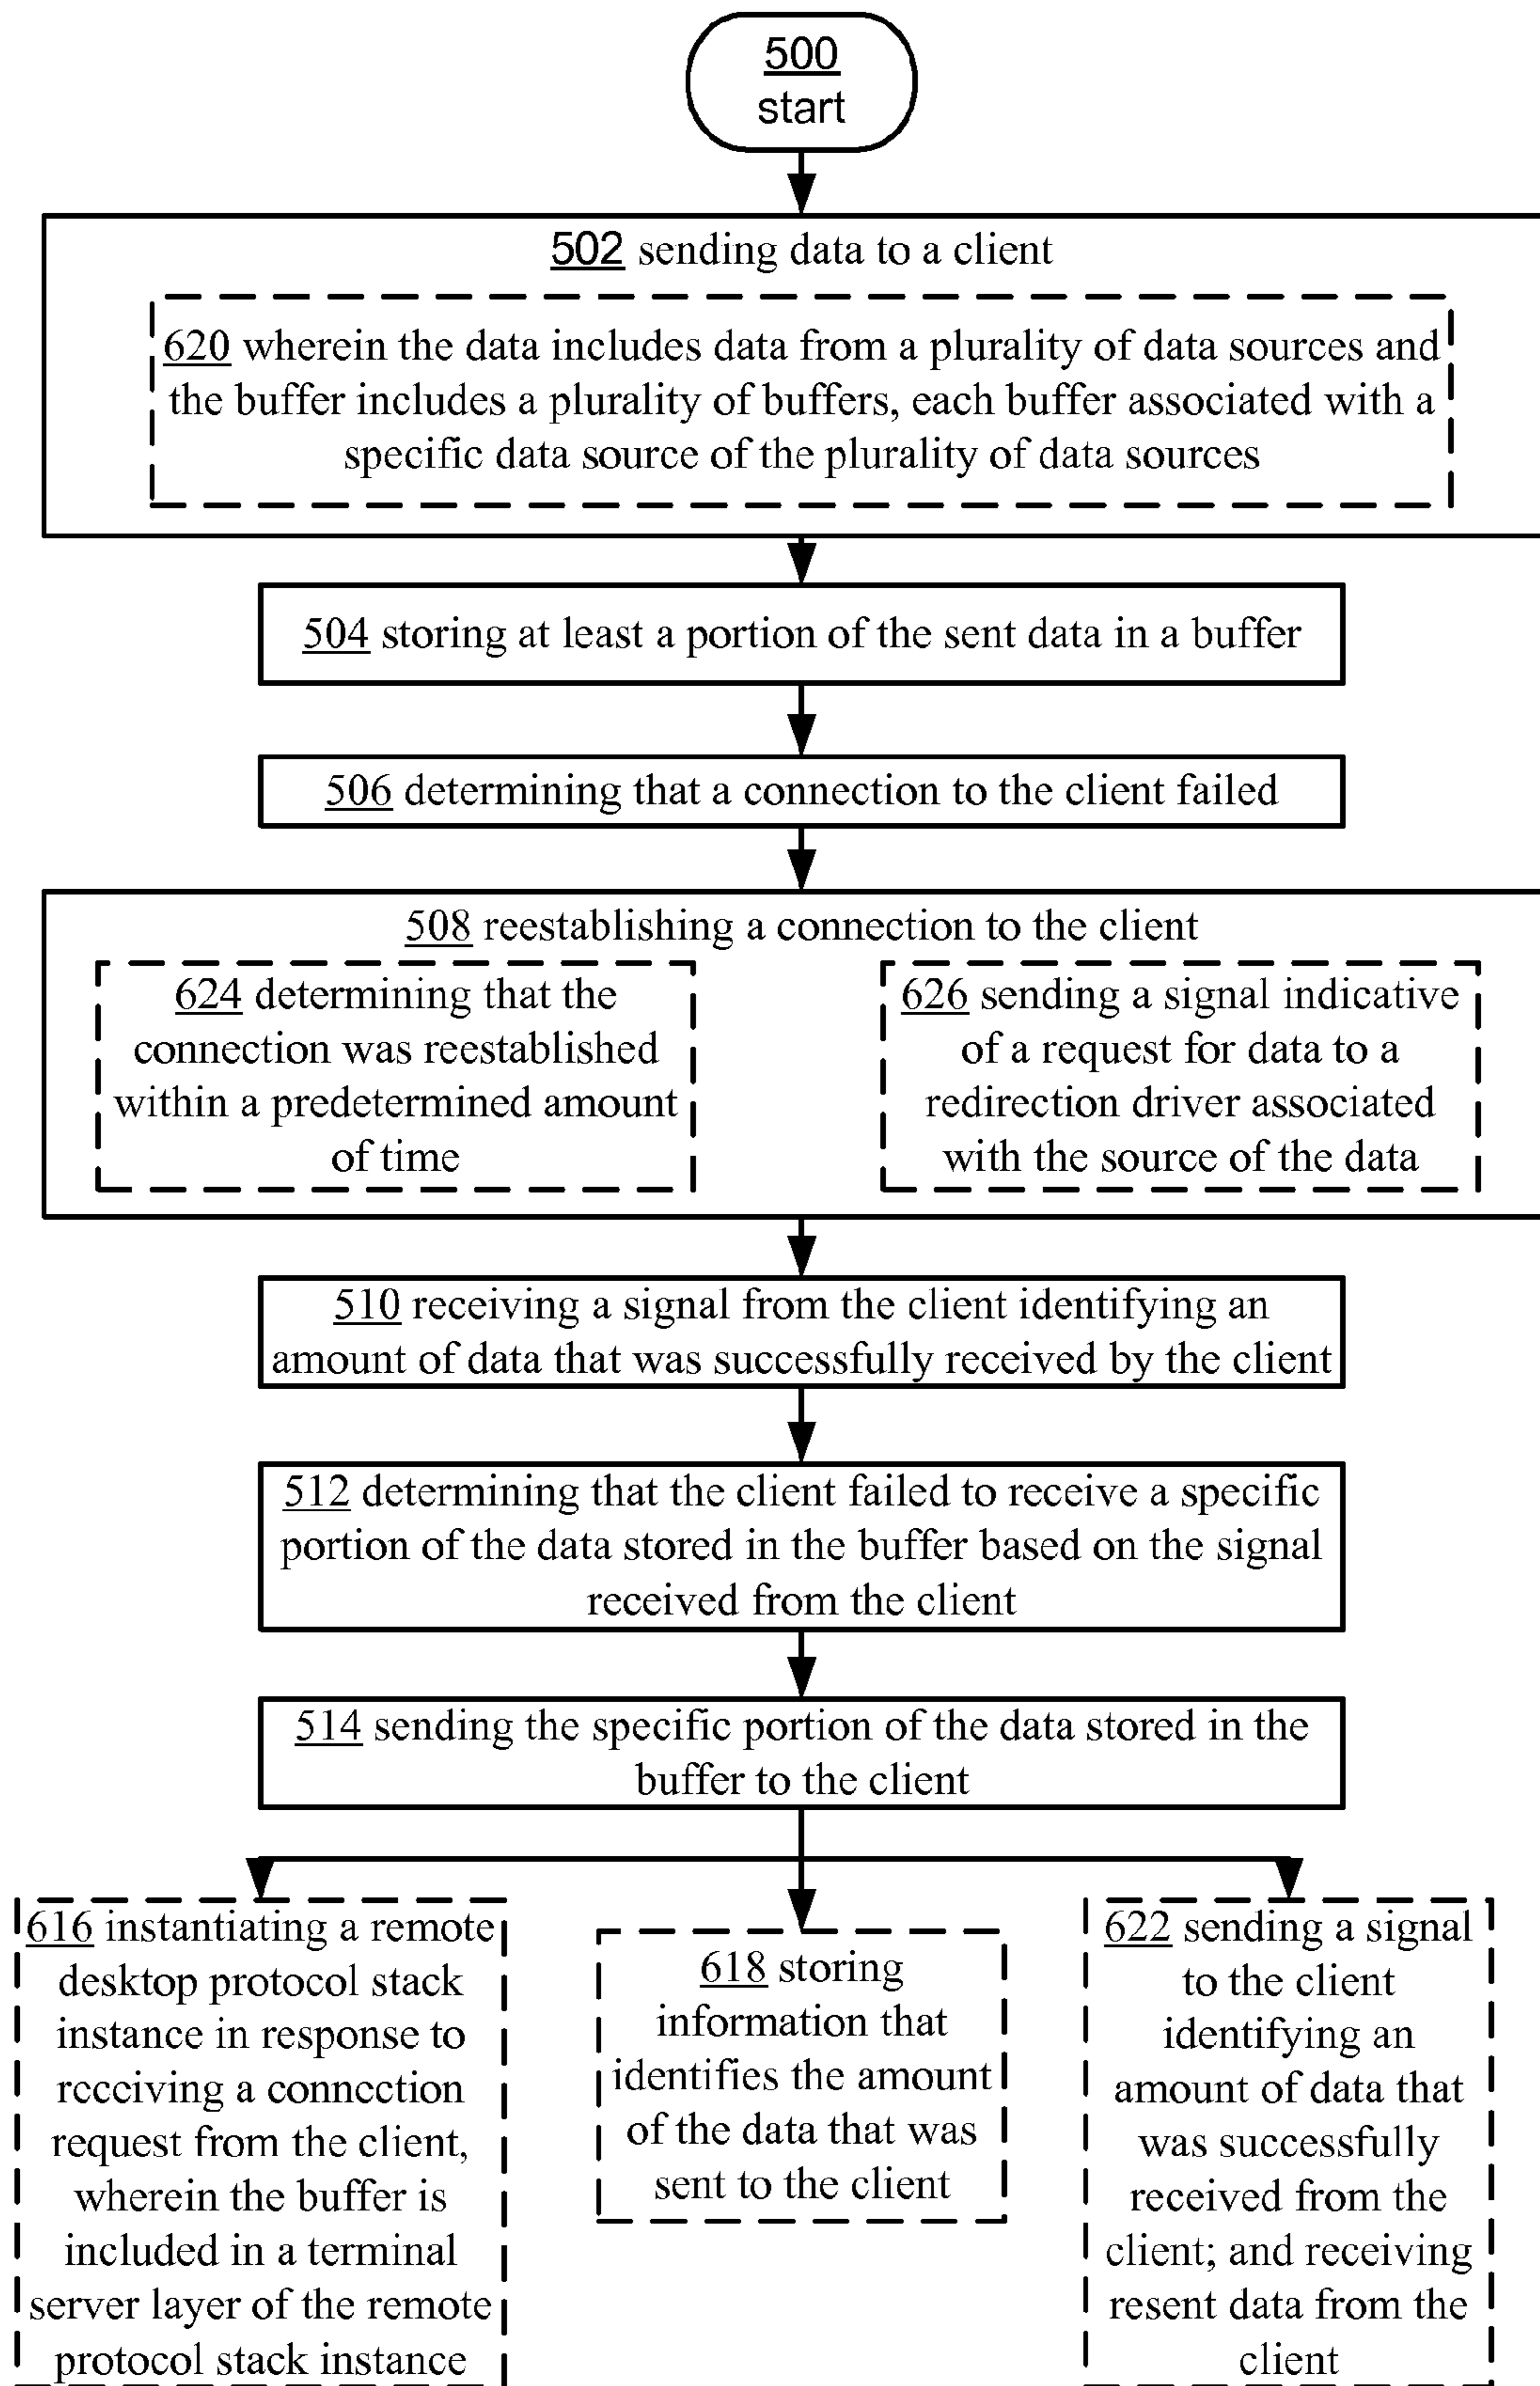 500
start
502 sending data to a client
620 wherein the data includes data from a plurality of data sources and
the buffer includes a plurality of buffers, each buffer associated with a
specific data source of the plurality of data sources
504 storing at least a portion of the sent data in a buffer
506 determining that a connection to the client failed
508 reestablishing a connection to the client
624 determining that the
connection was reestablished
within a predetermined amount
of time
626 sending a signal indicative
of a request for data to a
redirection driver associated
with the source of the data
510 receiving a signal from the client identifying an
amount of data that was successfully received by the client
512 determining that the client failed to receive a specific
portion of the data stored in the buffer based on the signal
received from the client
514 sending the specific portion of the data stored in the
buffer to the client
616 instantiating a remote
desktop protocol stack
instance in response to
receiving a connection
request from the client,
wherein the buffer is
included in a terminal
server layer of the remote
protocol stack instance
618 storing
information that
identifies the amount
of the data that was
sent to the client
622 sending a signal
to the client
identifying an
amount of data that
was successfully
received from the
client; and receiving
resent data from the
client